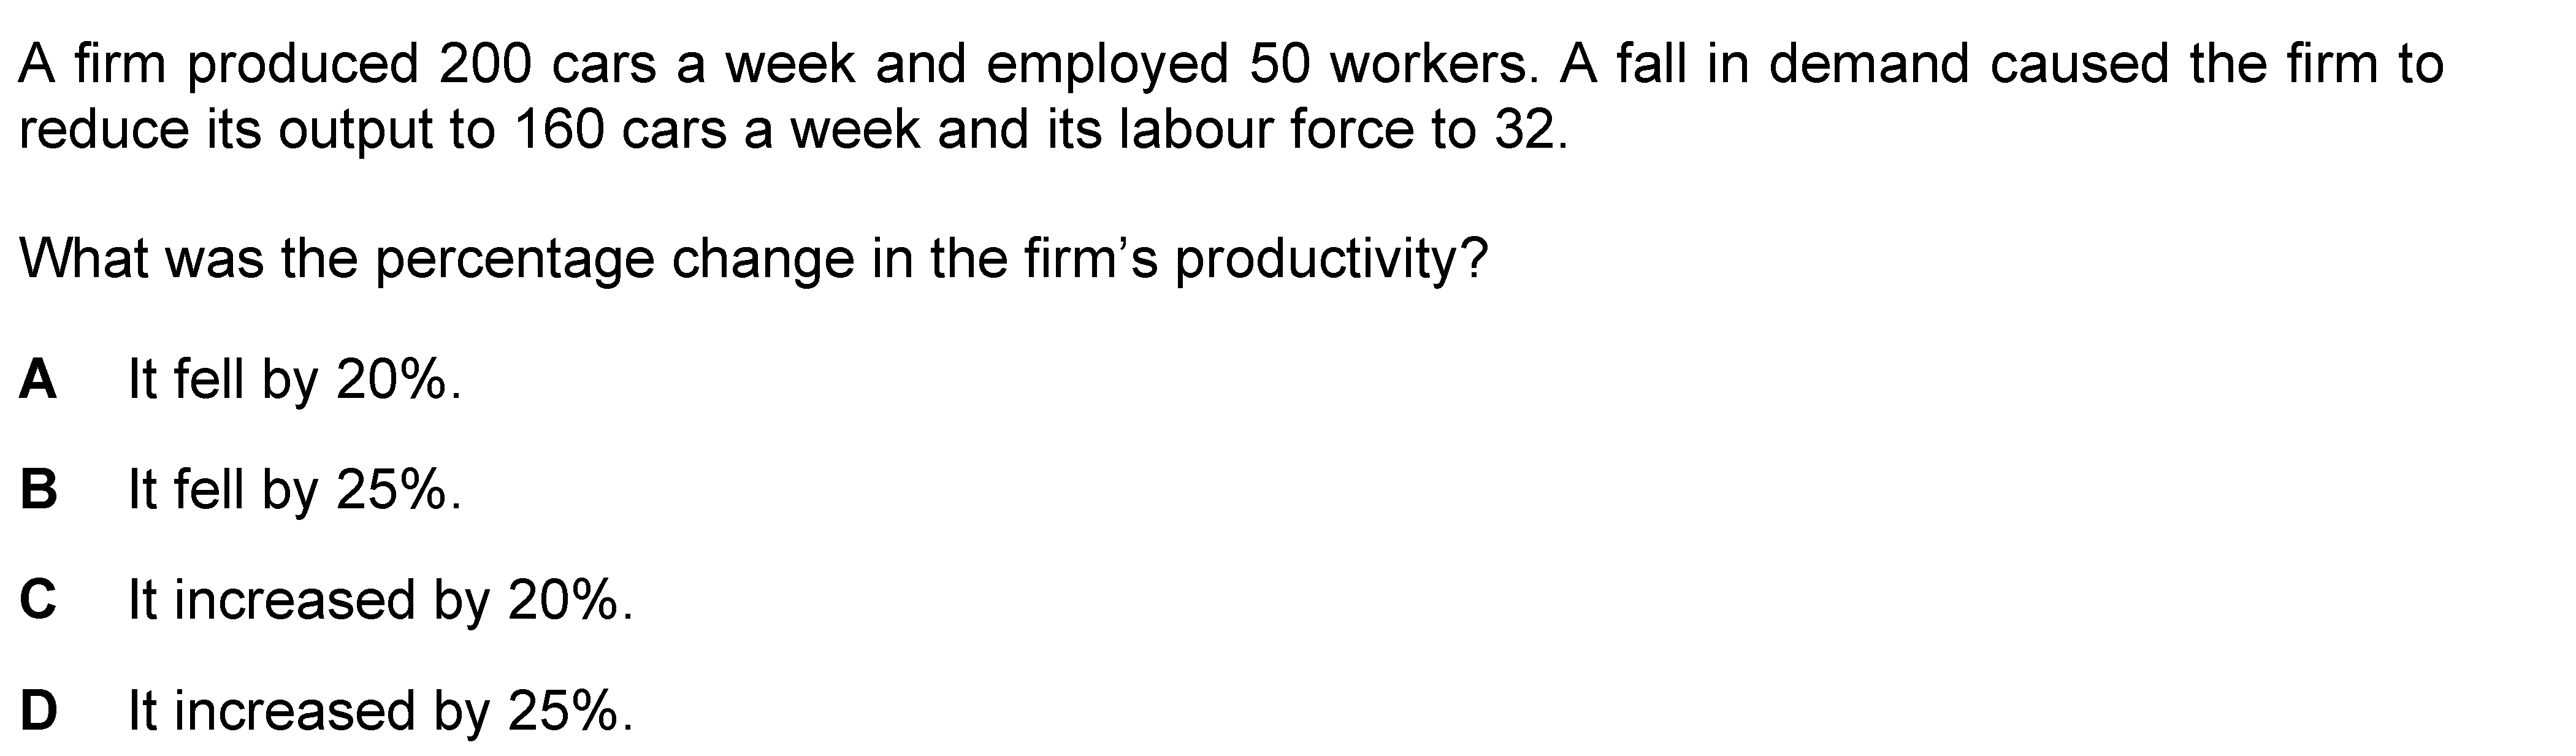 A firm produced 200 cars a week and employed 50 workers. A fall in demand caused the firm to
reduce its output to 160 cars a week and its labour force to 32.
What was the percentage change in the firm’s productivity?
A It fell by 20%.
B It fell by 25%.
C It increased by 20%.
D It increased by 25%.